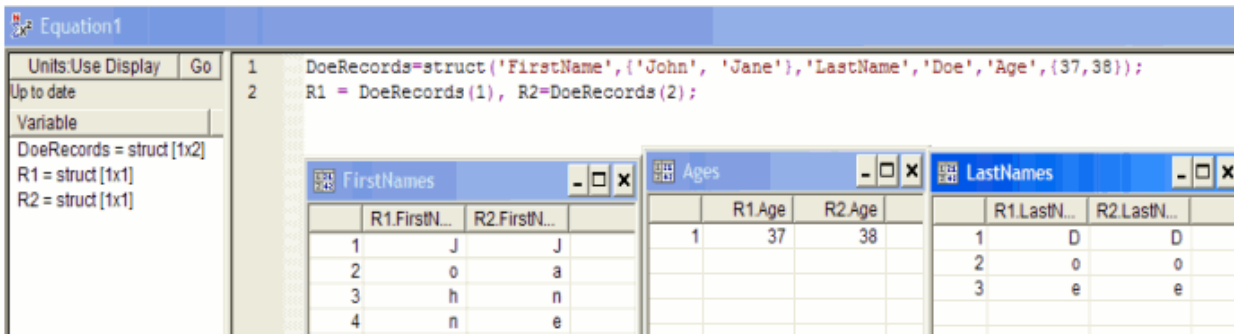 Equation1
Units:Use Display Go
Up to date
Variable
DoeRecords = struct [1x2]
R1 = struct [1x1]
R2 = struct [1x1]
1 DoeRecords=struct('FirstName',{'John', 'Jane'},'LastName','Doe','Age',{37,38});
2 R1 = DoeRecords(1), R2=DoeRecords(2);
FirstNames
R1.FirstN... R2.FirstN...
1 J J
2 o a
3 h n
4 n e
Ages
R1.Age R2.Age
1 37 38
LastNames
R1.LastN... R2.LastN...
1 D D
2 o o
3 e e